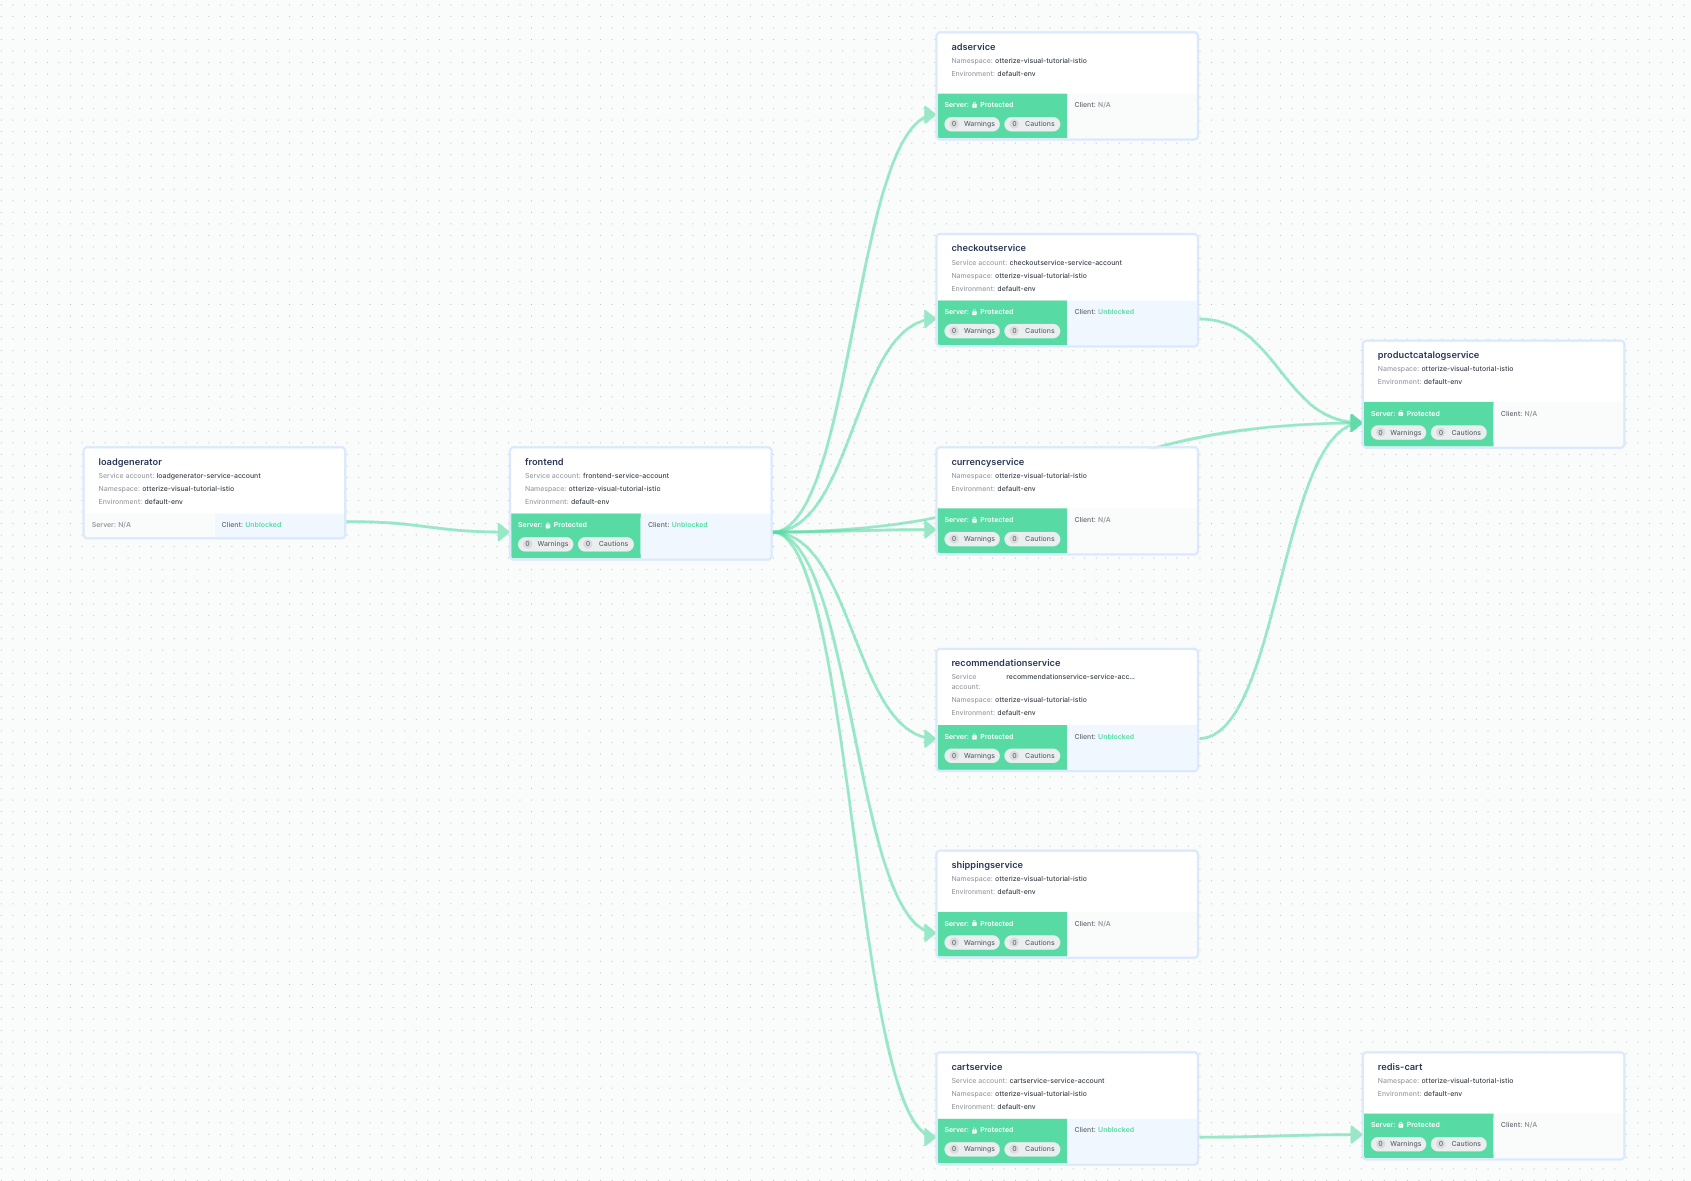 adservice
Namespace: otterize-visual-tutorial-istio
Environment: default-env
Server: Protected
Client: N/A
0 Warnings 0 Cautions
checkoutservice
Service account: checkoutservice-service-account
Namespace: otterize-visual-tutorial-istio
Environment: default-env
Server: Protected
Client: Unblocked
0 Warnings 0 Cautions
productcatalogservice
Namespace: otterize-visual-tutorial-istio
Environment: default-env
Server: Protected
Client: N/A
0 Warnings 0 Cautions
loadgenerator
Service account: loadgenerator-service-account
Namespace: otterize-visual-tutorial-istio
Environment: default-env
Server: N/A
Client: Unblocked
frontend
Service account: frontend-service-account
Namespace: otterize-visual-tutorial-istio
Environment: default-env
Server: Protected
Client: Unblocked
0 Warnings 0 Cautions
currencyservice
Namespace: otterize-visual-tutorial-istio
Environment: default-env
Server: Protected
Client: N/A
0 Warnings 0 Cautions
recommendationservice
Service recommendationservice-service-acc...
account:
Namespace: otterize-visual-tutorial-istio
Environment: default-env
Server: Protected
Client: Unblocked
0 Warnings 0 Cautions
shippingservice
Namespace: otterize-visual-tutorial-istio
Environment: default-env
Server: Protected
Client: N/A
0 Warnings 0 Cautions
cartservice
Service account: cartservice-service-account
Namespace: otterize-visual-tutorial-istio
Environment: default-env
Server: Protected
Client: Unblocked
0 Warnings 0 Cautions
redis-cart
Namespace: otterize-visual-tutorial-istio
Environment: default-env
Server: Protected
Client: N/A
0 Warnings 0 Cautions